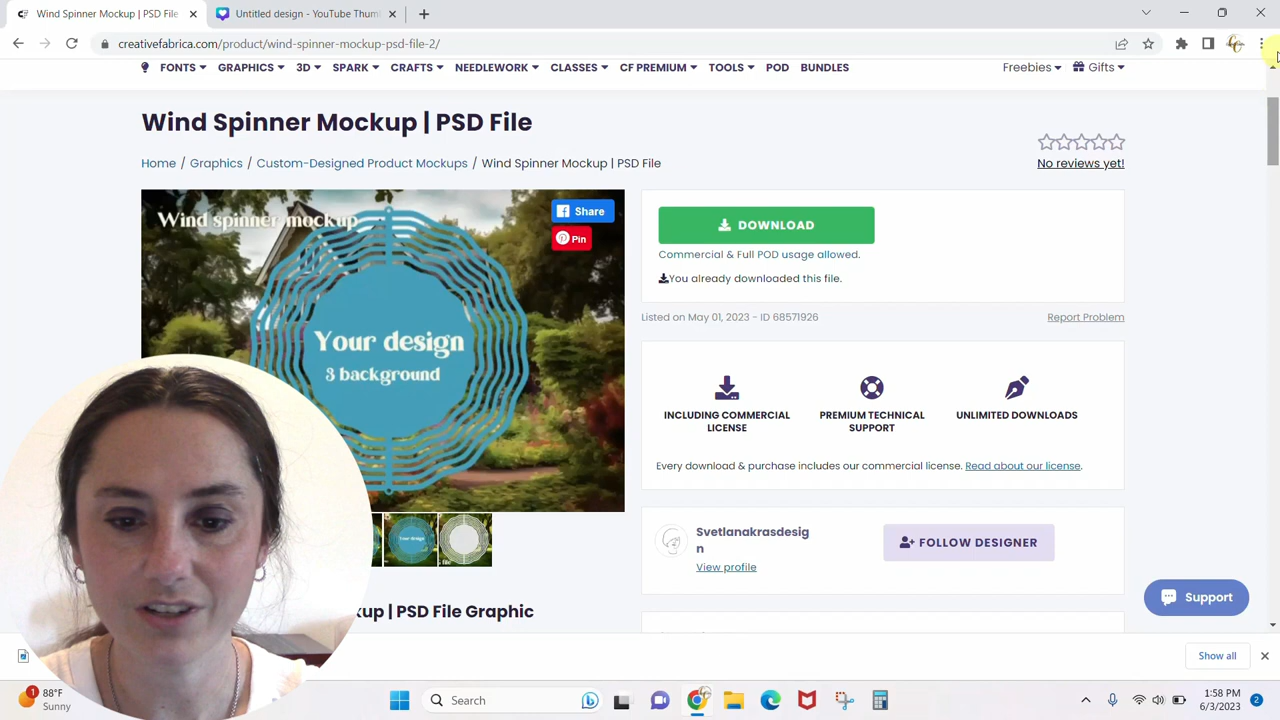 Wind Spinner Mockup | PSD File
Untitled design - YouTube Thum
creativefabrica.com/product/wind-spinner-mockup-psd-file-2/
FONTS GRAPHICS 3D SPARK CRAFTS NEEDLEWORK CLASSES CF PREMIUM TOOLS POD BUNDLES Freebies Gifts
Wind Spinner Mockup | PSD File
No reviews yet!
Home / Graphics / Custom-Designed Product Mockups / Wind Spinner Mockup | PSD File
Wind spinner mockup
Share
Pin
Your design
3 background
DOWNLOAD
Commercial & Full POD usage allowed.
You already downloaded this file.
Listed on May 01, 2023 - ID 68571926
Report Problem
INCLUDING COMMERCIAL
LICENSE
PREMIUM TECHNICAL
SUPPORT
UNLIMITED DOWNLOADS
Every download & purchase includes our commercial license. Read about our license.
Svetlanakrasdesig
n
View profile
FOLLOW DESIGNER
Your design
kup | PSD File Graphic
Support
Show all
1
88°F
Sunny
Search
1:58 PM
6/3/2023
2